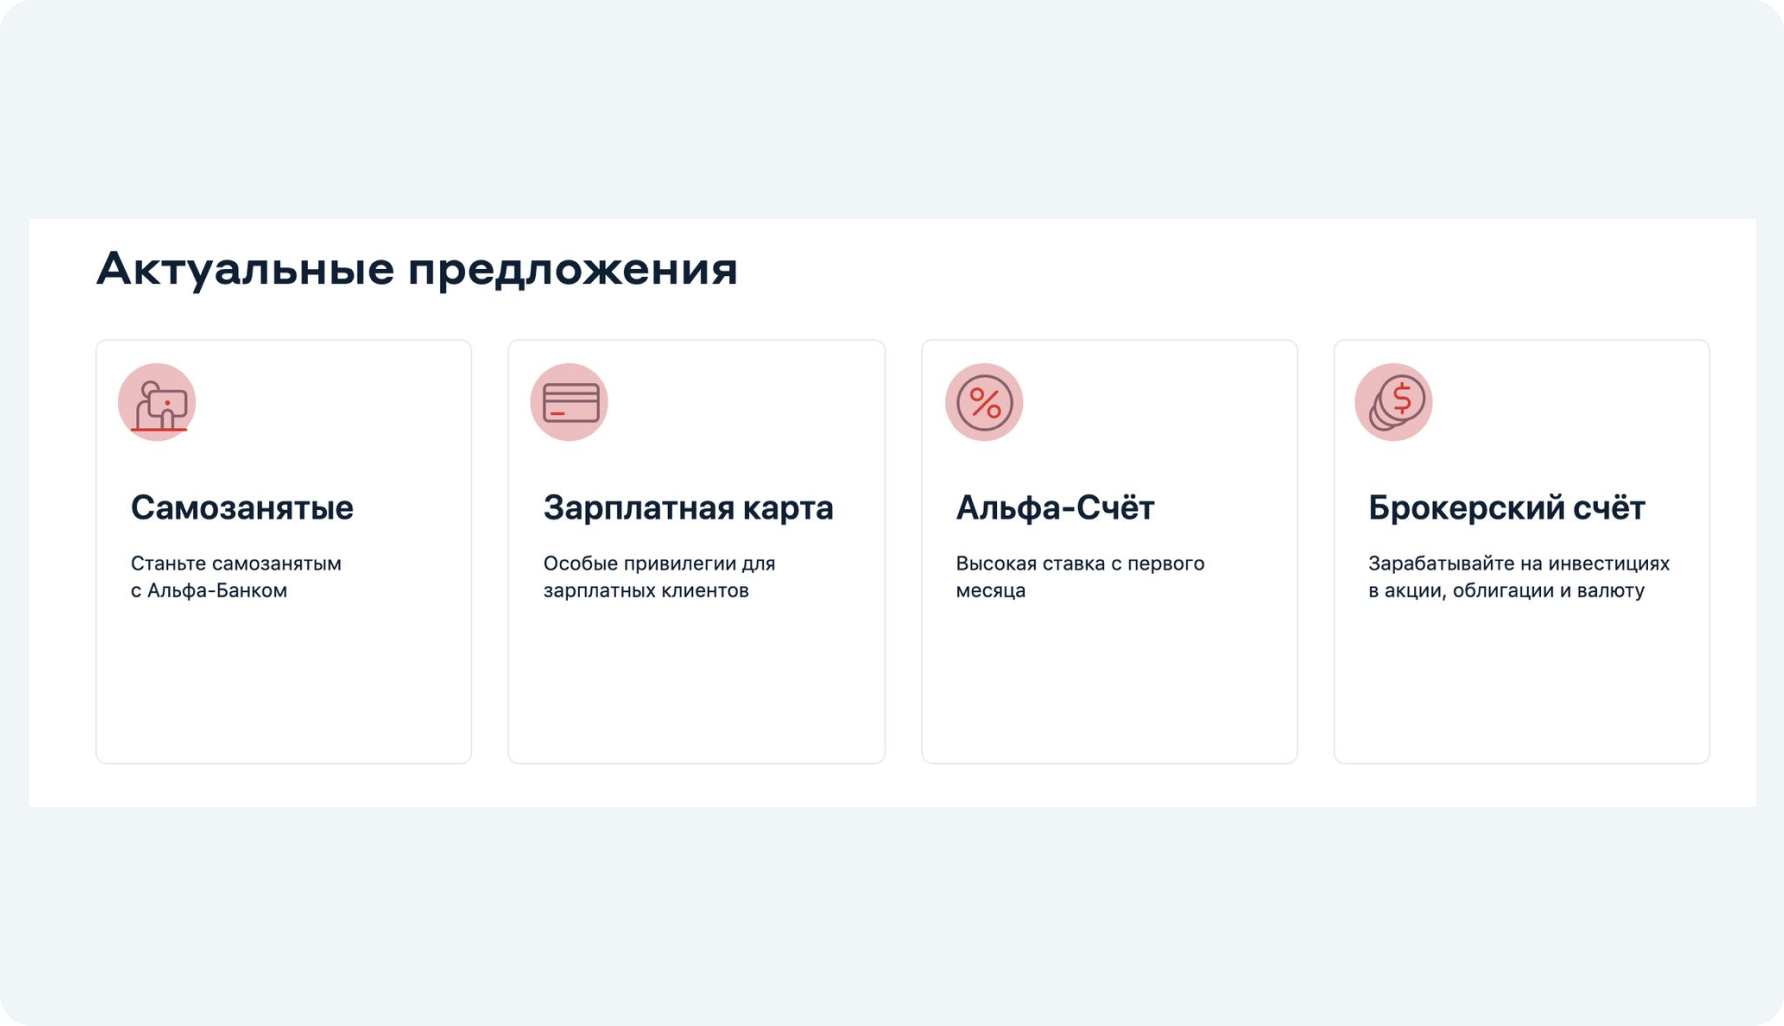 Актуальные предложения
Самозанятые
Станьте самозанятым
с Альфа-Банком
Зарплатная карта
Особые привилегии для
зарплатных клиентов
Альфа-Счёт
Высокая ставка с первого
месяца
Брокерский счёт
Зарабатывайте на инвестициях
в акции, облигации и валюту